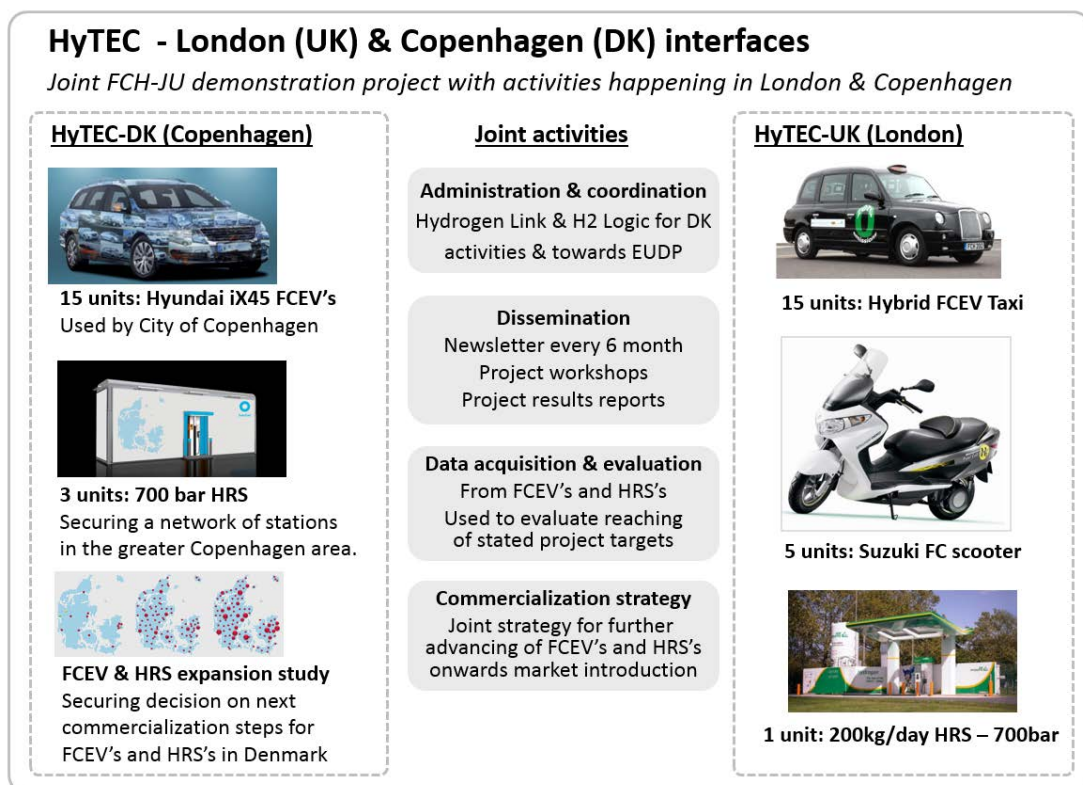 HyTEC - London (UK) & Copenhagen (DK) interfaces
Joint FCH-JU demonstration project with activities happening in London & Copenhagen
HyTEC-DK (Copenhagen)
15 units: Hyundai iX45 FCEV's
Used by City of Copenhagen
3 units: 700 bar HRS
Securing a network of stations
in the greater Copenhagen area.
FCEV & HRS expansion study
Securing decision on next
commercialization steps for
FCEV's and HRS's in Denmark
Joint activities
Administration & coordination
Hydrogen Link & H2 Logic for DK
activities & towards EUDP
Dissemination
Newsletter every 6 month
Project workshops
Project results reports
Data acquisition & evaluation
From FCEV's and HRS's
Used to evaluate reaching
of stated project targets
Commercialization strategy
Joint strategy for further
advancing of FCEV's and HRS's
onwards market introduction
HyTEC-UK (London)
15 units: Hybrid FCEV Taxi
5 units: Suzuki FC scooter
1 unit: 200kg/day HRS – 700bar